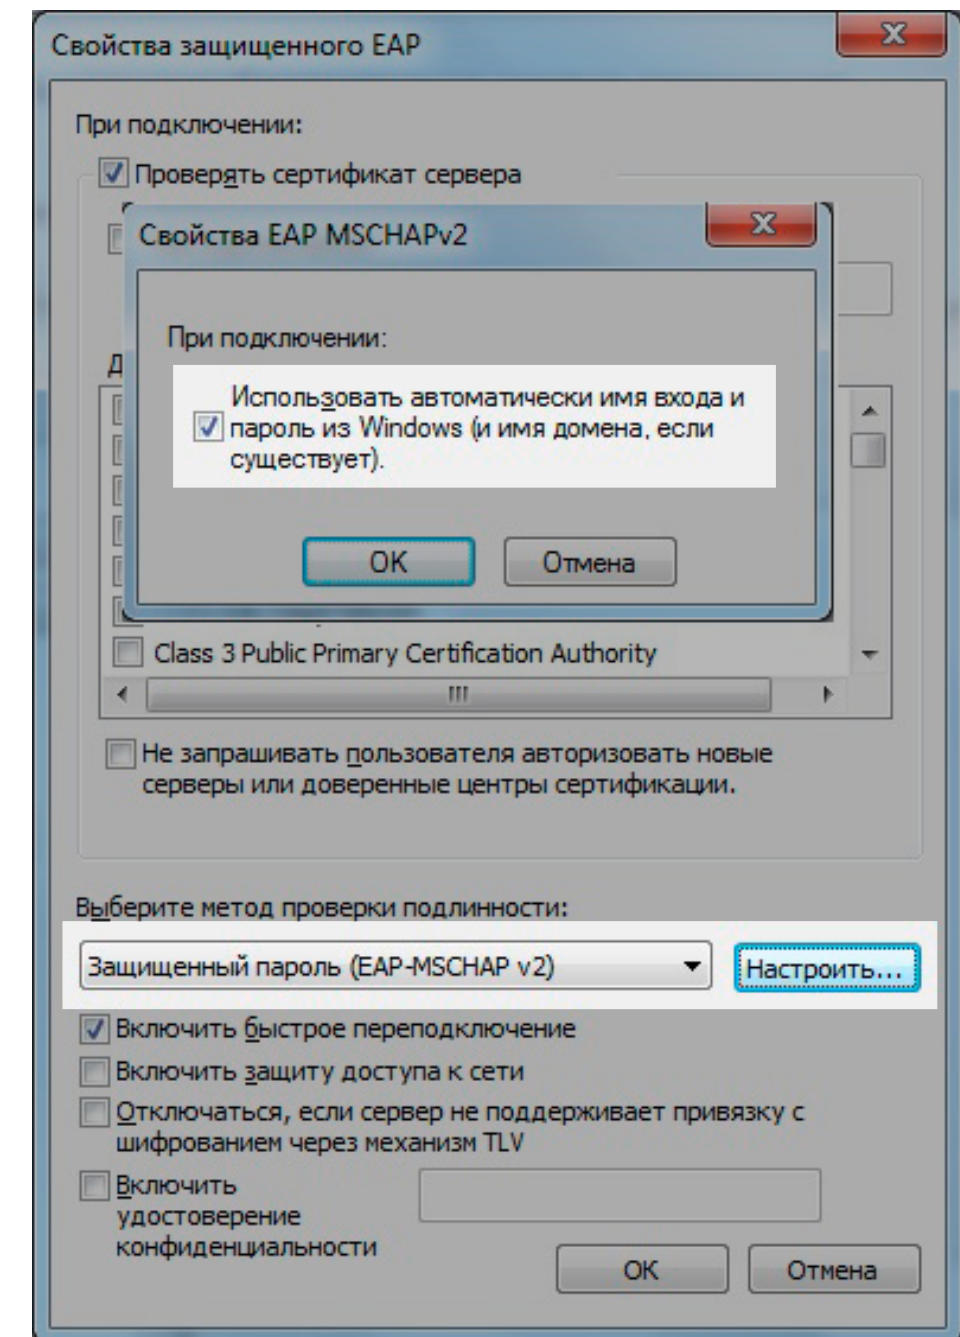 Свойства защищенного EAP
При подключении:
Проверять сертификат сервера
Свойства EAP MSCHAPv2
При подключении:
Использовать автоматически имя входа и
пароль из Windows (и имя домена, если
существует).
OK
Отмена
Class 3 Public Primary Certification Authority
Не запрашивать пользователя авторизовать новые
серверы или доверенные центры сертификации.
Выберите метод проверки подлинности:
Защищенный пароль (EAP-MSCHAP v2)
Настроить...
Включить быстрое переподключение
Включить защиту доступа к сети
Отключаться, если сервер не поддерживает привязку с
шифрованием через механизм TLV
Включить
удостоверение
конфиденциальности
OK
Отмена